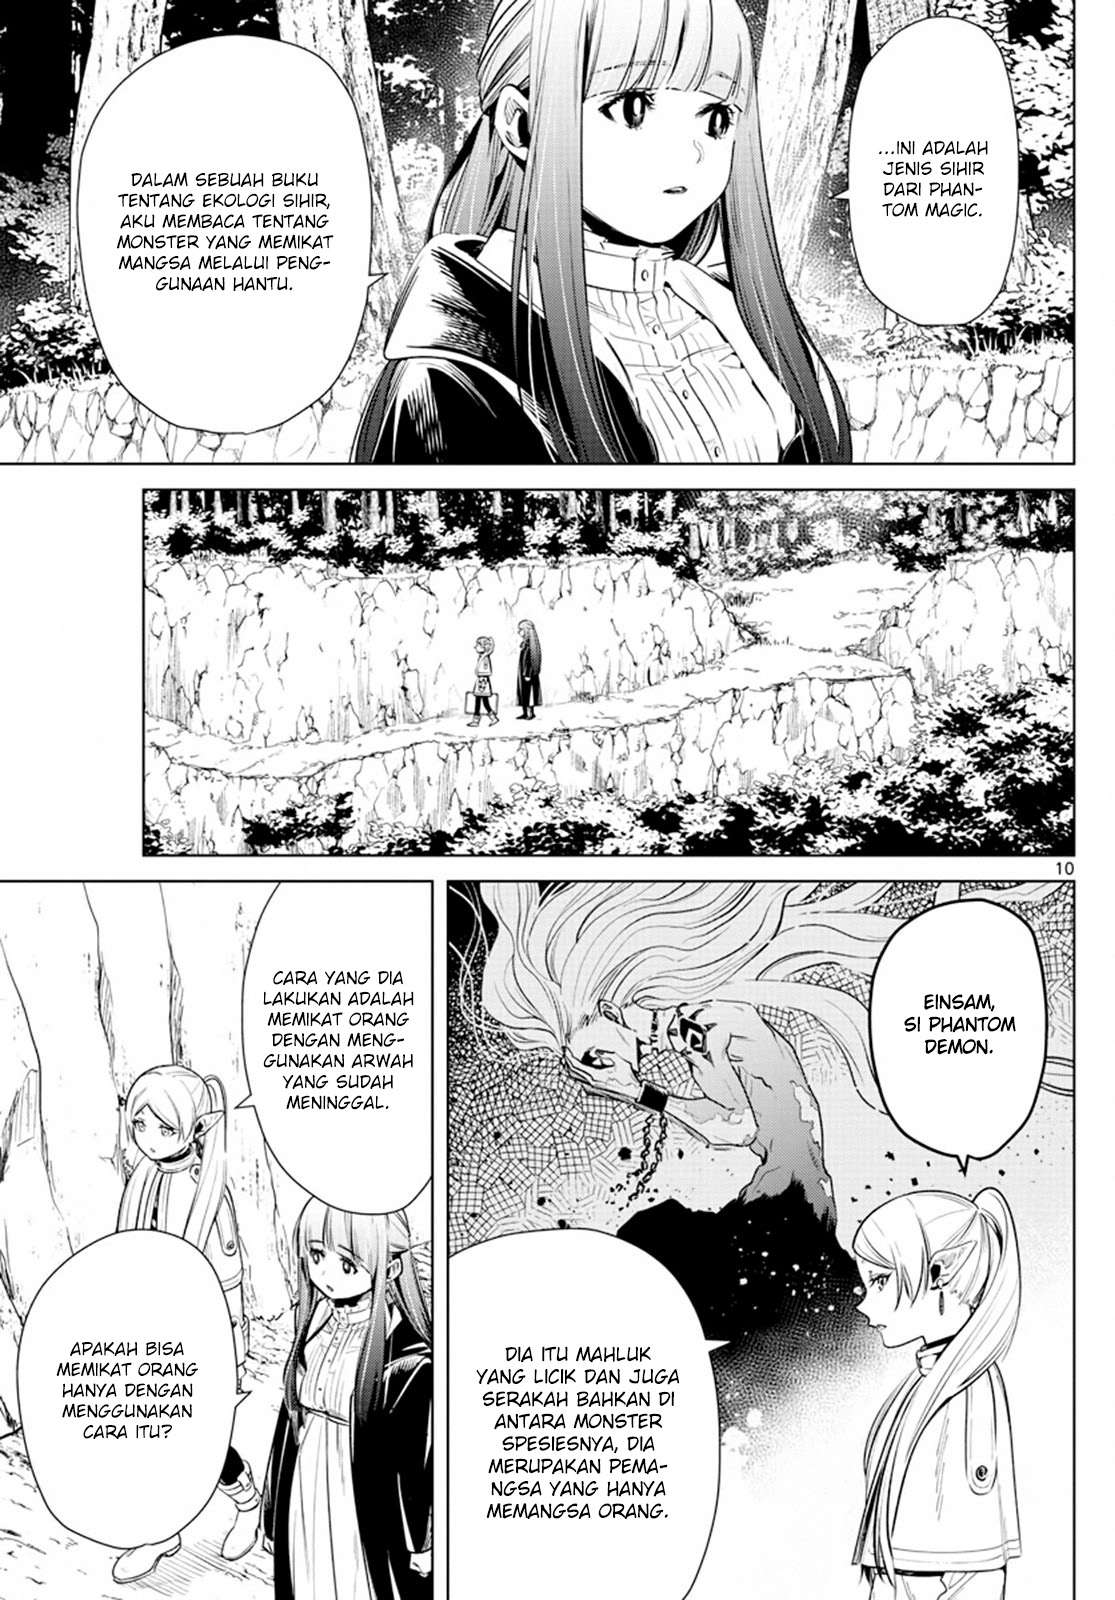 ...INI ADALAH
JENIS SIHIR
DARI PHAN-
TOM MAGIC.
DALAM SEBUAH BUKU
TENTANG EKOLOGI SIHIR,
AKU MEMBACA TENTANG
MONSTER YANG MEMIKAT
MANGSA MELALUI PENG-
GUNAAN HANTU.
10
EINSAM,
SI PHANTOM
DEMON.
DIA ITU MAHLUK
YANG LICIK DAN JUGA
SERAKAH BAHKAN DI
ANTARA MONSTER
SPESIESNYA, DIA
MERUPAKAN PEMA-
NGSA YANG HANYA
MEMANGSA ORANG.
CARA YANG DIA
LAKUKAN ADALAH
MEMIKAT ORANG
DENGAN MENG-
GUNAKAN ARWAH
YANG SUDAH
MENINGGAL.
APAKAH BISA
MEMIKAT ORANG
HANYA DENGAN
MENGGUNAKAN
CARA ITU?